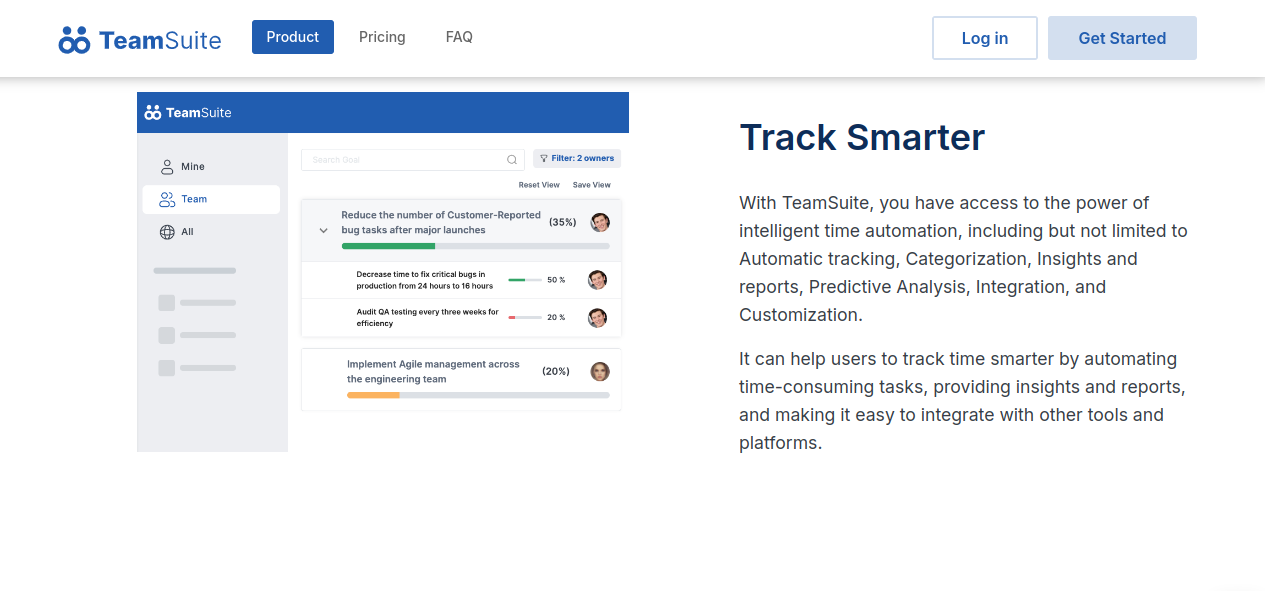 TeamSuite
Product
Pricing
FAQ
Log in
Get Started
TeamSuite
Mine
Team
All
Search Goal
Filter: 2 owners
Reset View
Save View
Reduce the number of Customer-Reported
bug tasks after major launches
(35%)
Decrease time to fix critical bugs in
production from 24 hours to 16 hours
50 %
Audit QA testing every three weeks for
efficiency
20 %
Implement Agile management across
the engineering team
(20%)
Track Smarter
With TeamSuite, you have access to the power of
intelligent time automation, including but not limited to
Automatic tracking, Categorization, Insights and
reports, Predictive Analysis, Integration, and
Customization.
It can help users to track time smarter by automating
time-consuming tasks, providing insights and reports,
and making it easy to integrate with other tools and
platforms.